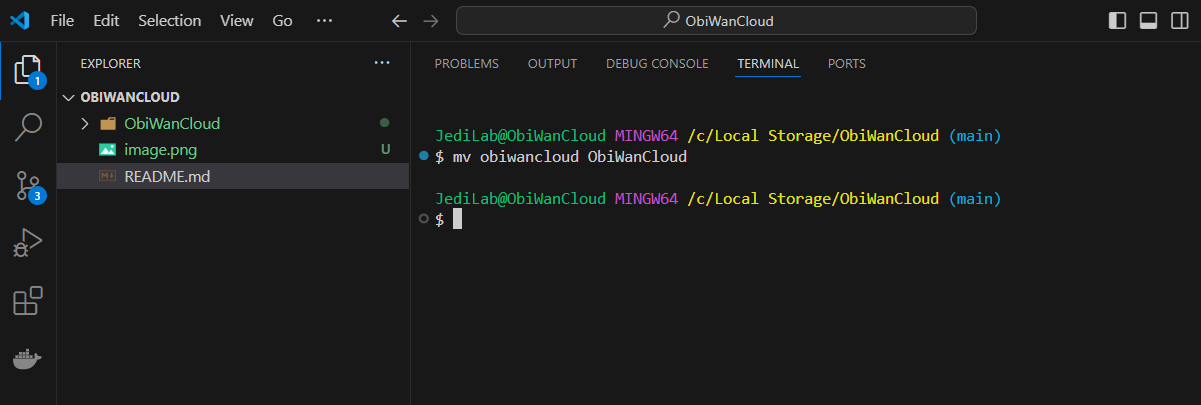 File Edit Selection View Go ···
ObiWanCloud
EXPLORER ···
PROBLEMS OUTPUT DEBUG CONSOLE TERMINAL PORTS
1
OBIWANCLOUD
ObiWanCloud
image.png U
README.md
3
JediLab@ObiWanCloud MINGW64 /c/Local Storage/ObiWanCloud (main)
$ mv obiwancloud ObiWanCloud
JediLab@ObiWanCloud MINGW64 /c/Local Storage/ObiWanCloud (main)
$